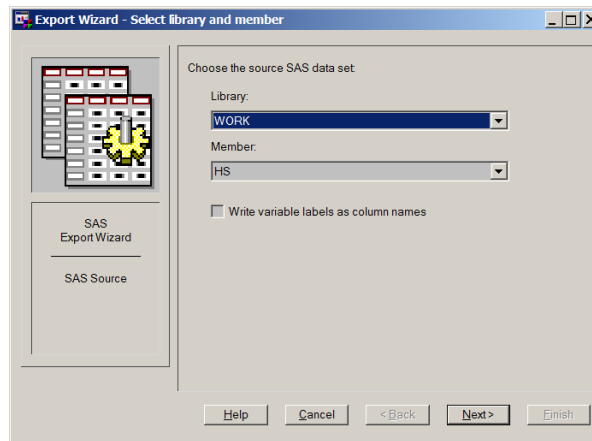 Export Wizard - Select library and member
Choose the source SAS data set:
Library:
WORK
Member:
HS
Write variable labels as column names
SAS
Export Wizard
SAS Source
Help
Cancel
< Back
Next >
Finish